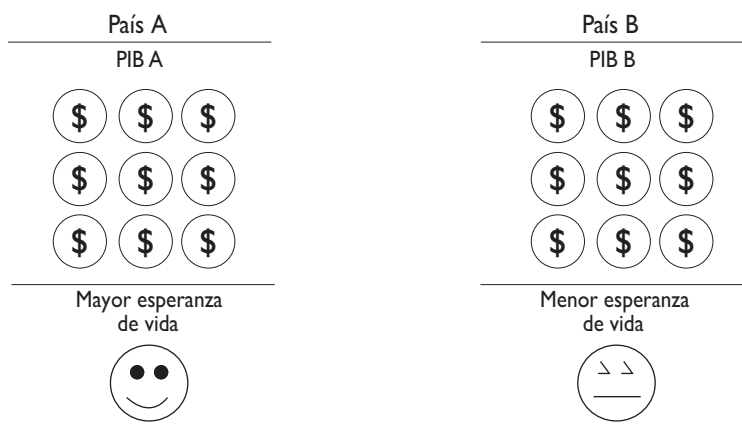 País A
PIB A
$ $ $
$ $ $
$ $ $
Mayor esperanza
de vida
País B
PIB B
$ $ $
$ $ $
$ $ $
Menor esperanza
de vida